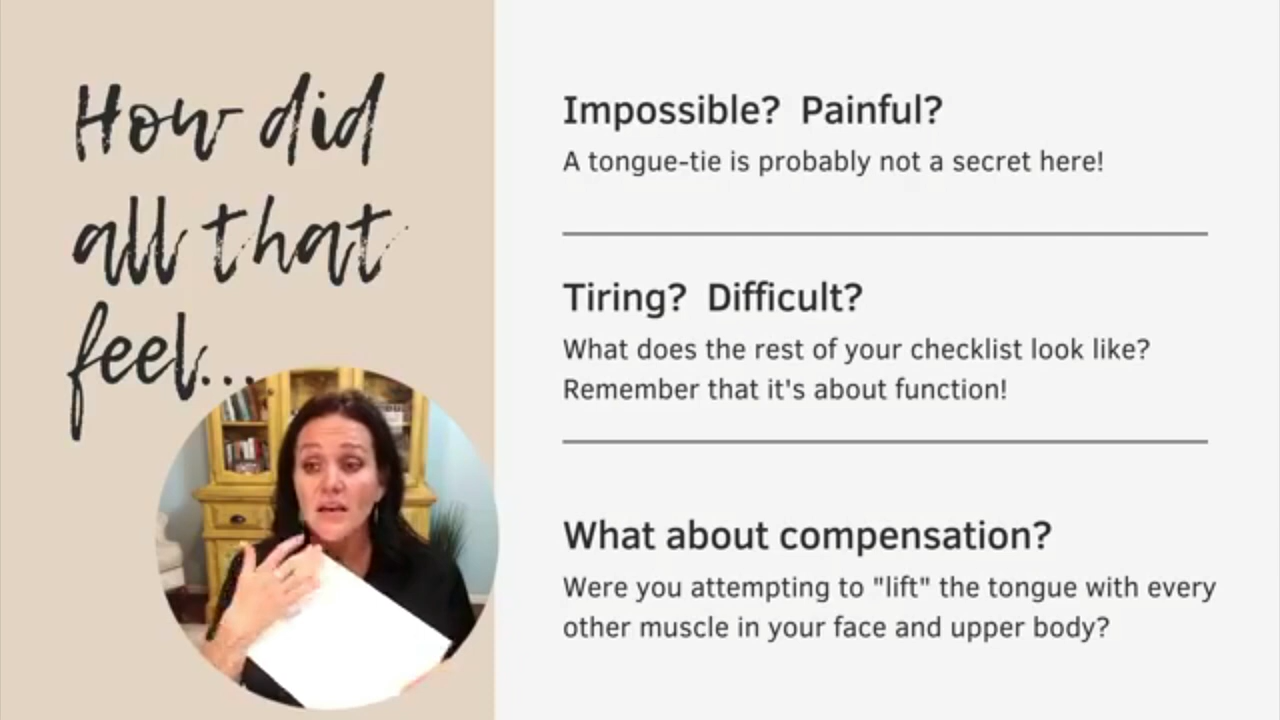 How did
all that
feel...
Impossible? Painful?
A tongue-tie is probably not a secret here!
Tiring? Difficult?
What does the rest of your checklist look like?
Remember that it's about function!
What about compensation?
Were you attempting to "lift" the tongue with every
other muscle in your face and upper body?